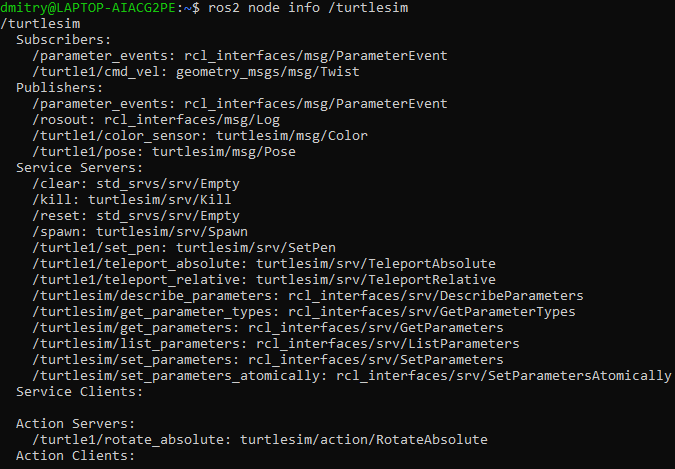 dmitry@LAPTOP-AIACG2PE:~$ ros2 node info /turtlesim
/turtlesim
  Subscribers:
    /parameter_events: rcl_interfaces/msg/ParameterEvent
    /turtle1/cmd_vel: geometry_msgs/msg/Twist
  Publishers:
    /parameter_events: rcl_interfaces/msg/ParameterEvent
    /rosout: rcl_interfaces/msg/Log
    /turtle1/color_sensor: turtlesim/msg/Color
    /turtle1/pose: turtlesim/msg/Pose
  Service Servers:
    /clear: std_srvs/srv/Empty
    /kill: turtlesim/srv/Kill
    /reset: std_srvs/srv/Empty
    /spawn: turtlesim/srv/Spawn
    /turtle1/set_pen: turtlesim/srv/SetPen
    /turtle1/teleport_absolute: turtlesim/srv/TeleportAbsolute
    /turtle1/teleport_relative: turtlesim/srv/TeleportRelative
    /turtlesim/describe_parameters: rcl_interfaces/srv/DescribeParameters
    /turtlesim/get_parameter_types: rcl_interfaces/srv/GetParameterTypes
    /turtlesim/get_parameters: rcl_interfaces/srv/GetParameters
    /turtlesim/list_parameters: rcl_interfaces/srv/ListParameters
    /turtlesim/set_parameters: rcl_interfaces/srv/SetParameters
    /turtlesim/set_parameters_atomically: rcl_interfaces/srv/SetParametersAtomically
  Service Clients:

  Action Servers:
    /turtle1/rotate_absolute: turtlesim/action/RotateAbsolute
  Action Clients: